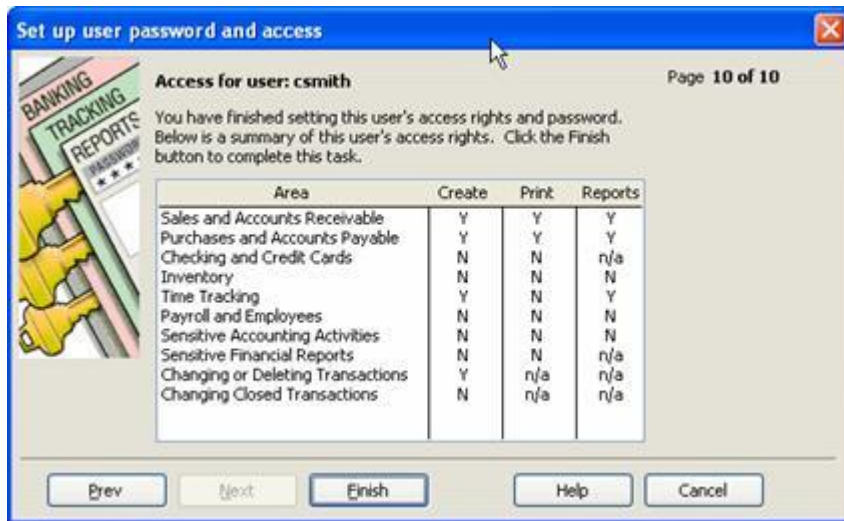 Set up user password and access
BANKING
TRACKING
REPORTS
PASSWOR
****
Access for user: csmith
Page 10 of 10
You have finished setting this user's access rights and password.
Below is a summary of this user's access rights. Click the Finish
button to complete this task.
Area Create Print Reports
Sales and Accounts Receivable Y Y Y
Purchases and Accounts Payable Y Y Y
Checking and Credit Cards N N n/a
Inventory N N N
Time Tracking Y N Y
Payroll and Employees N N N
Sensitive Accounting Activities N N N
Sensitive Financial Reports N N n/a
Changing or Deleting Transactions Y n/a n/a
Changing Closed Transactions N n/a n/a
Prev Next Finish Help Cancel